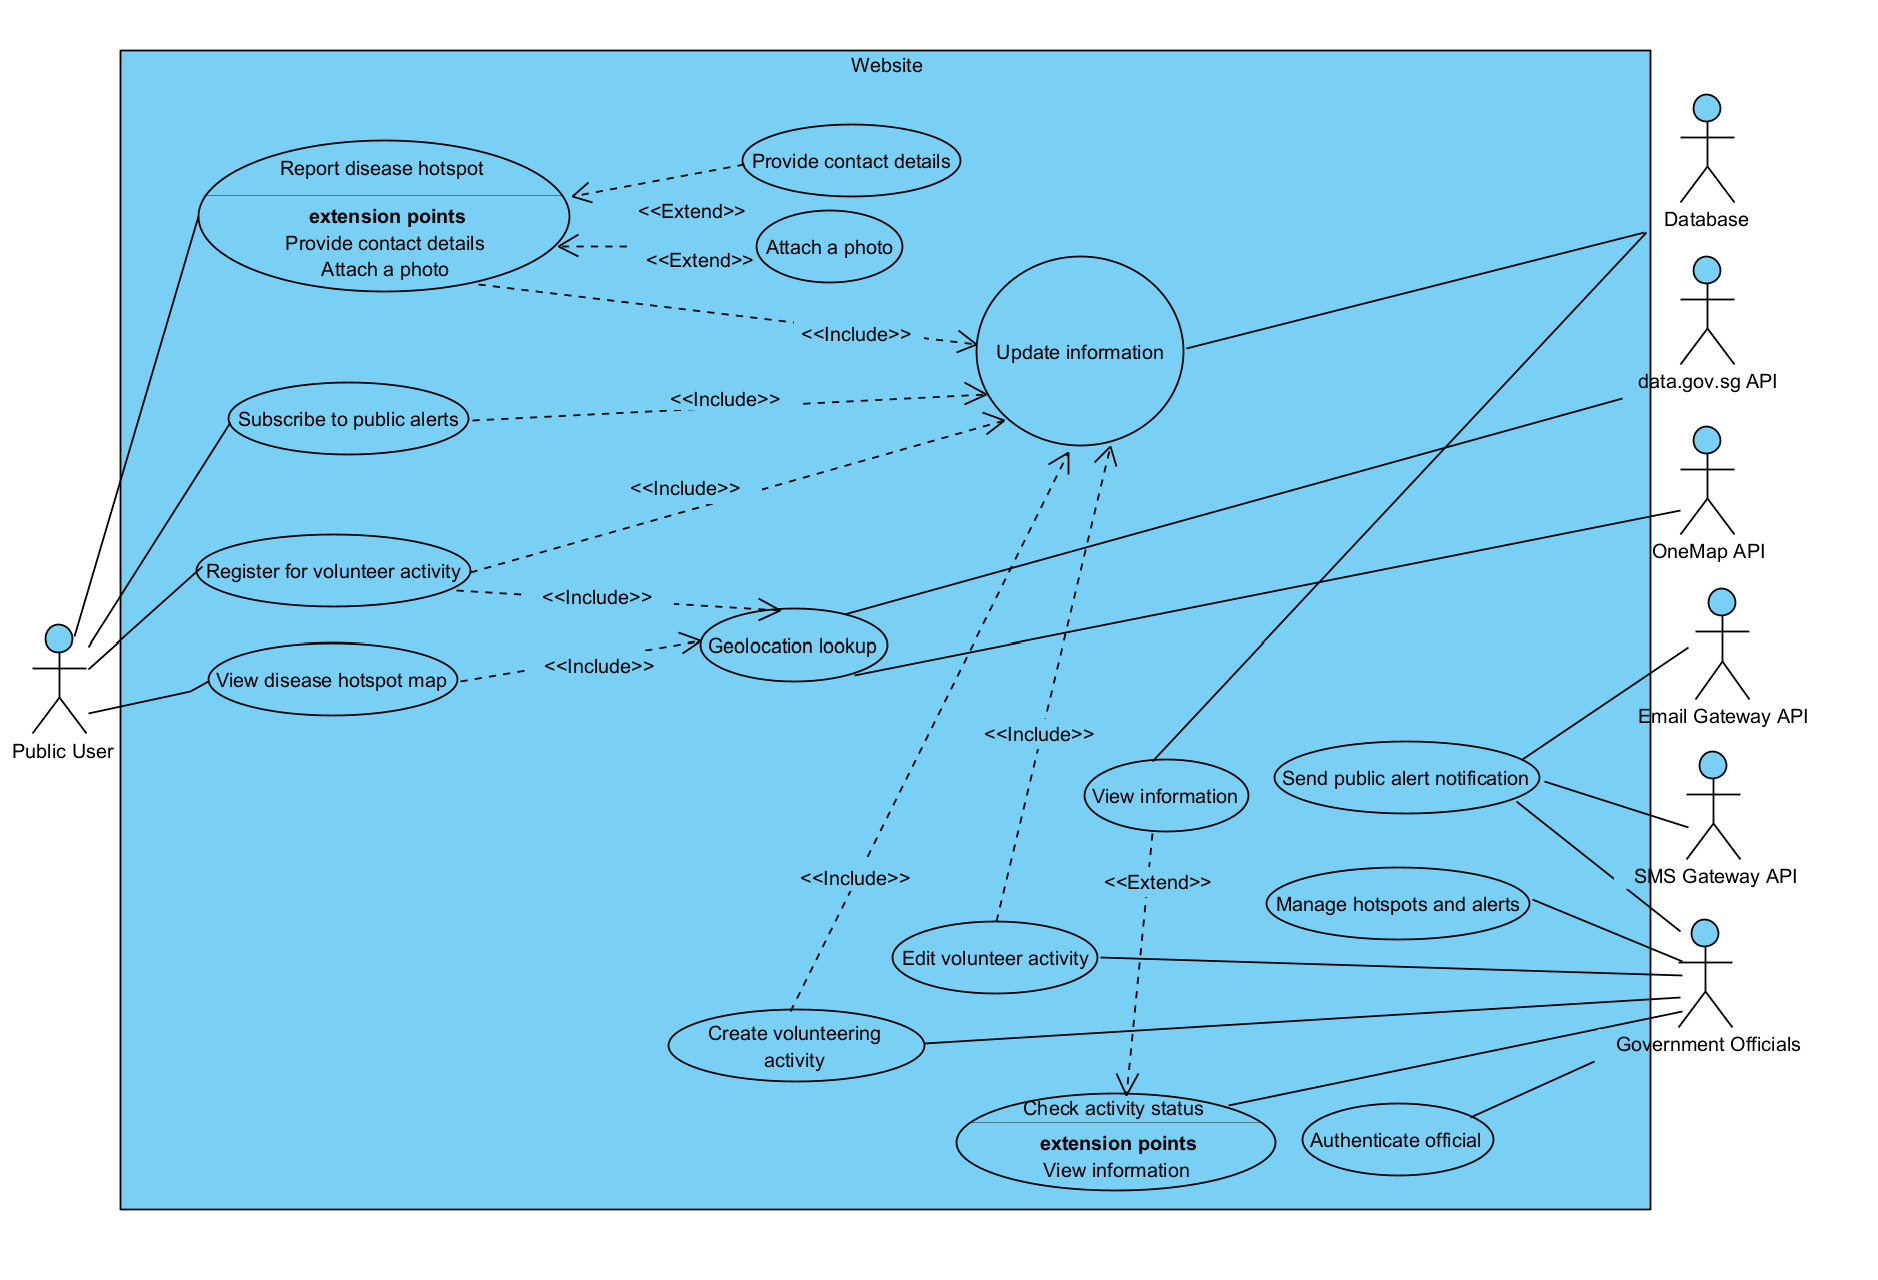 Website
Report disease hotspot
extension points
Provide contact details
Attach a photo
Provide contact details
<<Extend>>
Attach a photo
<<Extend>>
<<Include>>
Update information
Subscribe to public alerts
<<Include>>
<<Include>>
Register for volunteer activity
<<Include>>
Geolocation lookup
View disease hotspot map
<<Include>>
Public User
Database
data.gov.sg API
OneMap API
Email Gateway API
SMS Gateway API
Government Officials
<<Include>>
View information
Send public alert notification
<<Include>>
<<Extend>>
Manage hotspots and alerts
Edit volunteer activity
Create volunteering
activity
Check activity status
extension points
View information
Authenticate official